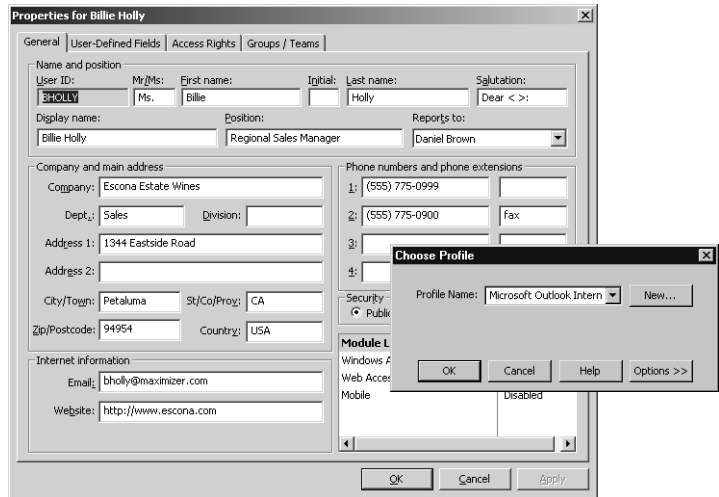 Properties for Billie Holly
General User-Defined Fields Access Rights Groups / Teams
Name and position
User ID: Mr/Ms: First name: Initial: Last name: Salutation:
BHOLLY Ms. Billie Holly Dear < >:
Display name: Position: Reports to:
Billie Holly Regional Sales Manager Daniel Brown
Company and main address
Company: Escona Estate Wines
Dept.: Sales Division:
Address 1: 1344 Eastside Road
Address 2:
City/Town: Petaluma St/Co/Prov: CA
Zip/Postcode: 94954 Country: USA
Internet information
Email: bholly@maximizer.com
Website: http://www.escona.com
Phone numbers and phone extensions
1: (555) 775-0999
2: (555) 775-0900 fax
3:
4:
Security
Module L
Windows A
Web Acces
Mobile Disabled
OK Cancel Apply
Choose Profile
Profile Name: Microsoft Outlook Intern New...
OK Cancel Help Options >>